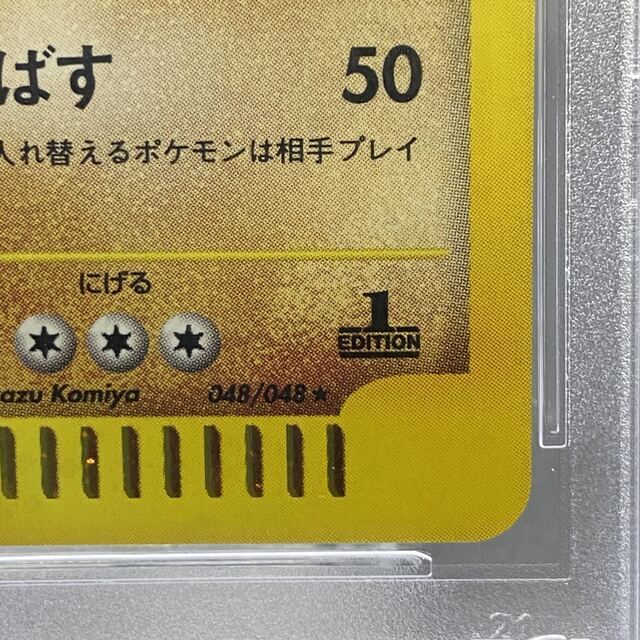 ばす 50
入れ替えるポケモンは相手プレイ
にげる
1
EDITION
azu Komiya 048/048★